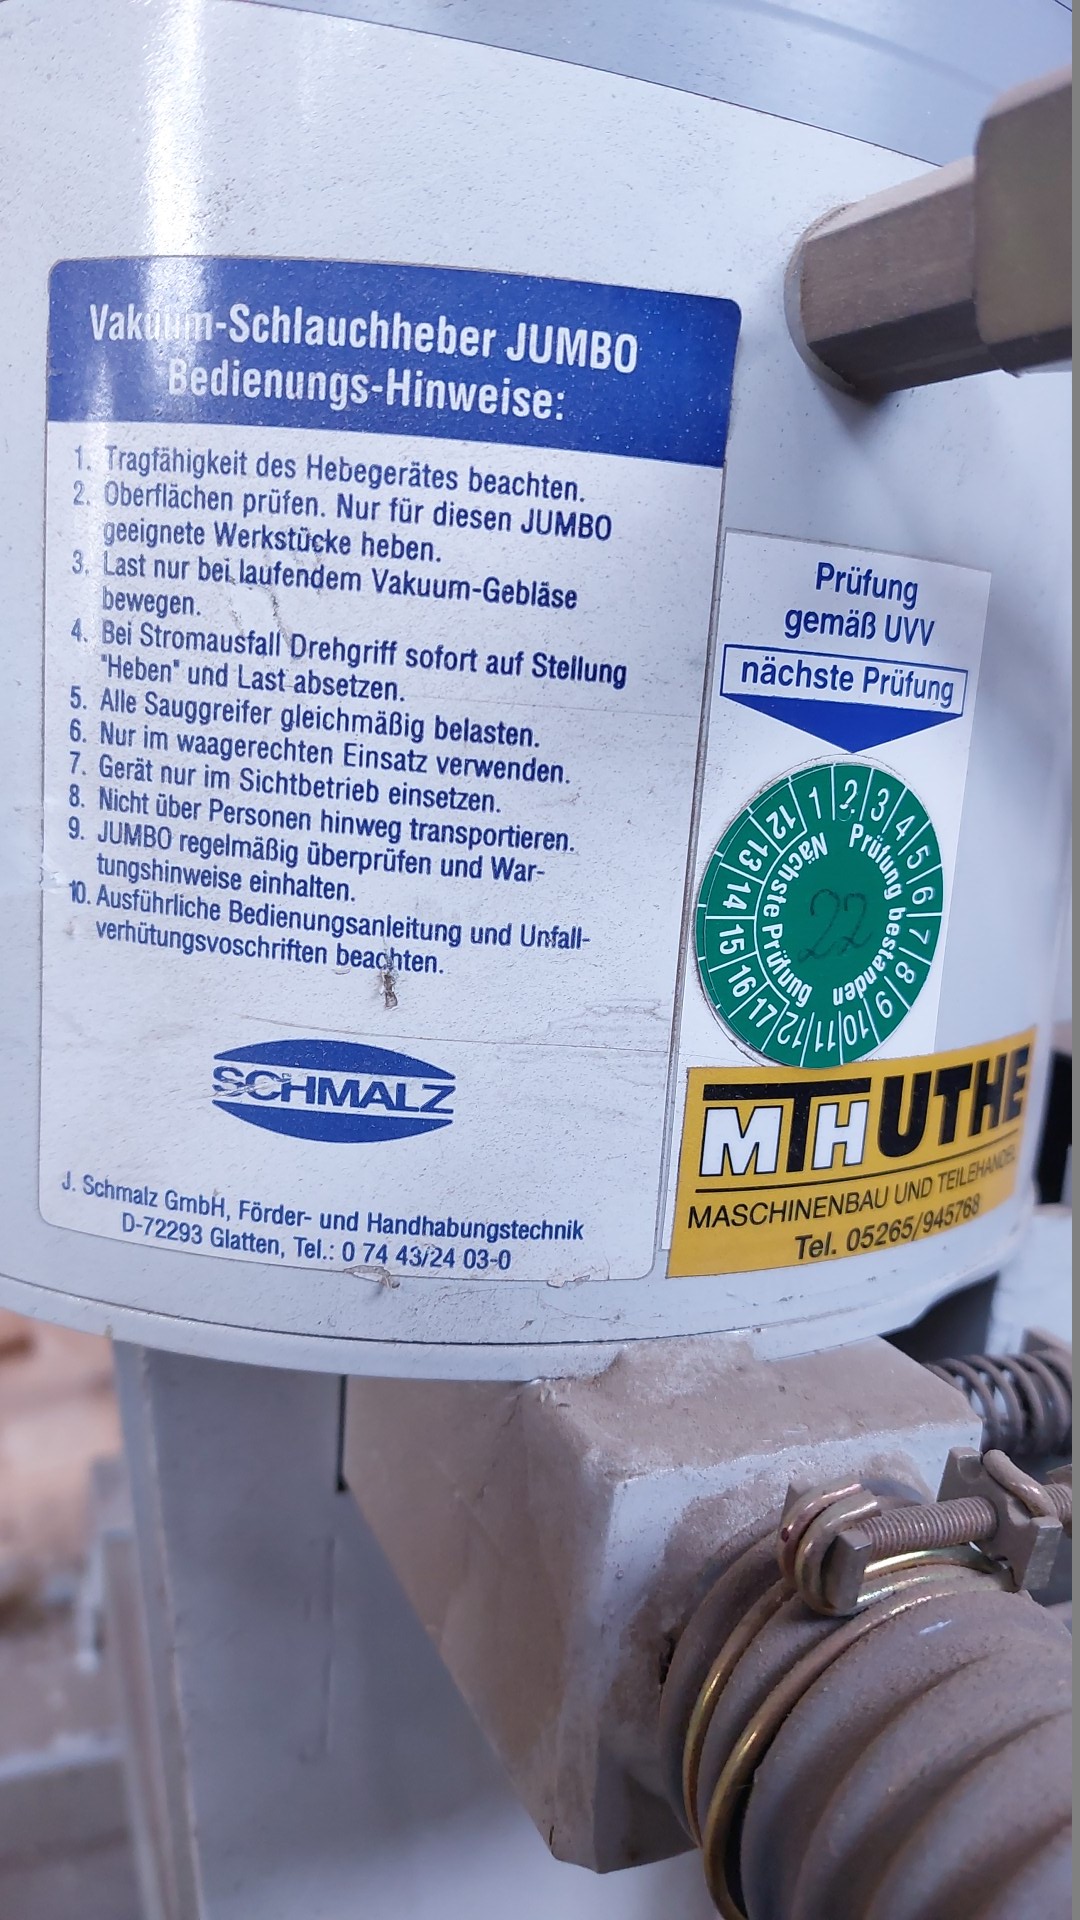 Vakuum-Schlauchheber JUMBO
Bedienungs-Hinweise:
1. Tragfähigkeit des Hebegerätes beachten.
2. Oberflächen prüfen. Nur für diesen JUMBO
geeignete Werkstücke heben.
3. Last nur bei laufendem Vakuum-Gebläse
bewegen.
4. Bei Stromausfall Drehgriff sofort auf Stellung
"Heben" und Last absetzen.
5. Alle Sauggreifer gleichmäßig belasten.
6. Nur im waagerechten Einsatz verwenden.
7. Gerät nur im Sichtbetrieb einsetzen.
8. Nicht über Personen hinweg transportieren.
9. JUMBO regelmäßig überprüfen und War-
tungshinweise einhalten.
10. Ausführliche Bedienungsanleitung und Unfall-
verhütungsvoschriften beachten.
SCHMALZ
J. Schmalz GmbH, Förder- und Handhabungstechnik
D-72293 Glatten, Tel.: 0 74 43/24 03-0
Prüfung
gemäß UVV
nächste Prüfung
1 2 3 4 5 6 7 8 9 10 11 12
12 13 14 15 16 17
Prüfung bestanden
Nächste Prüfung
22
MTH UTHE
MASCHINENBAU UND TEILEHANDEL
Tel. 05265/945768